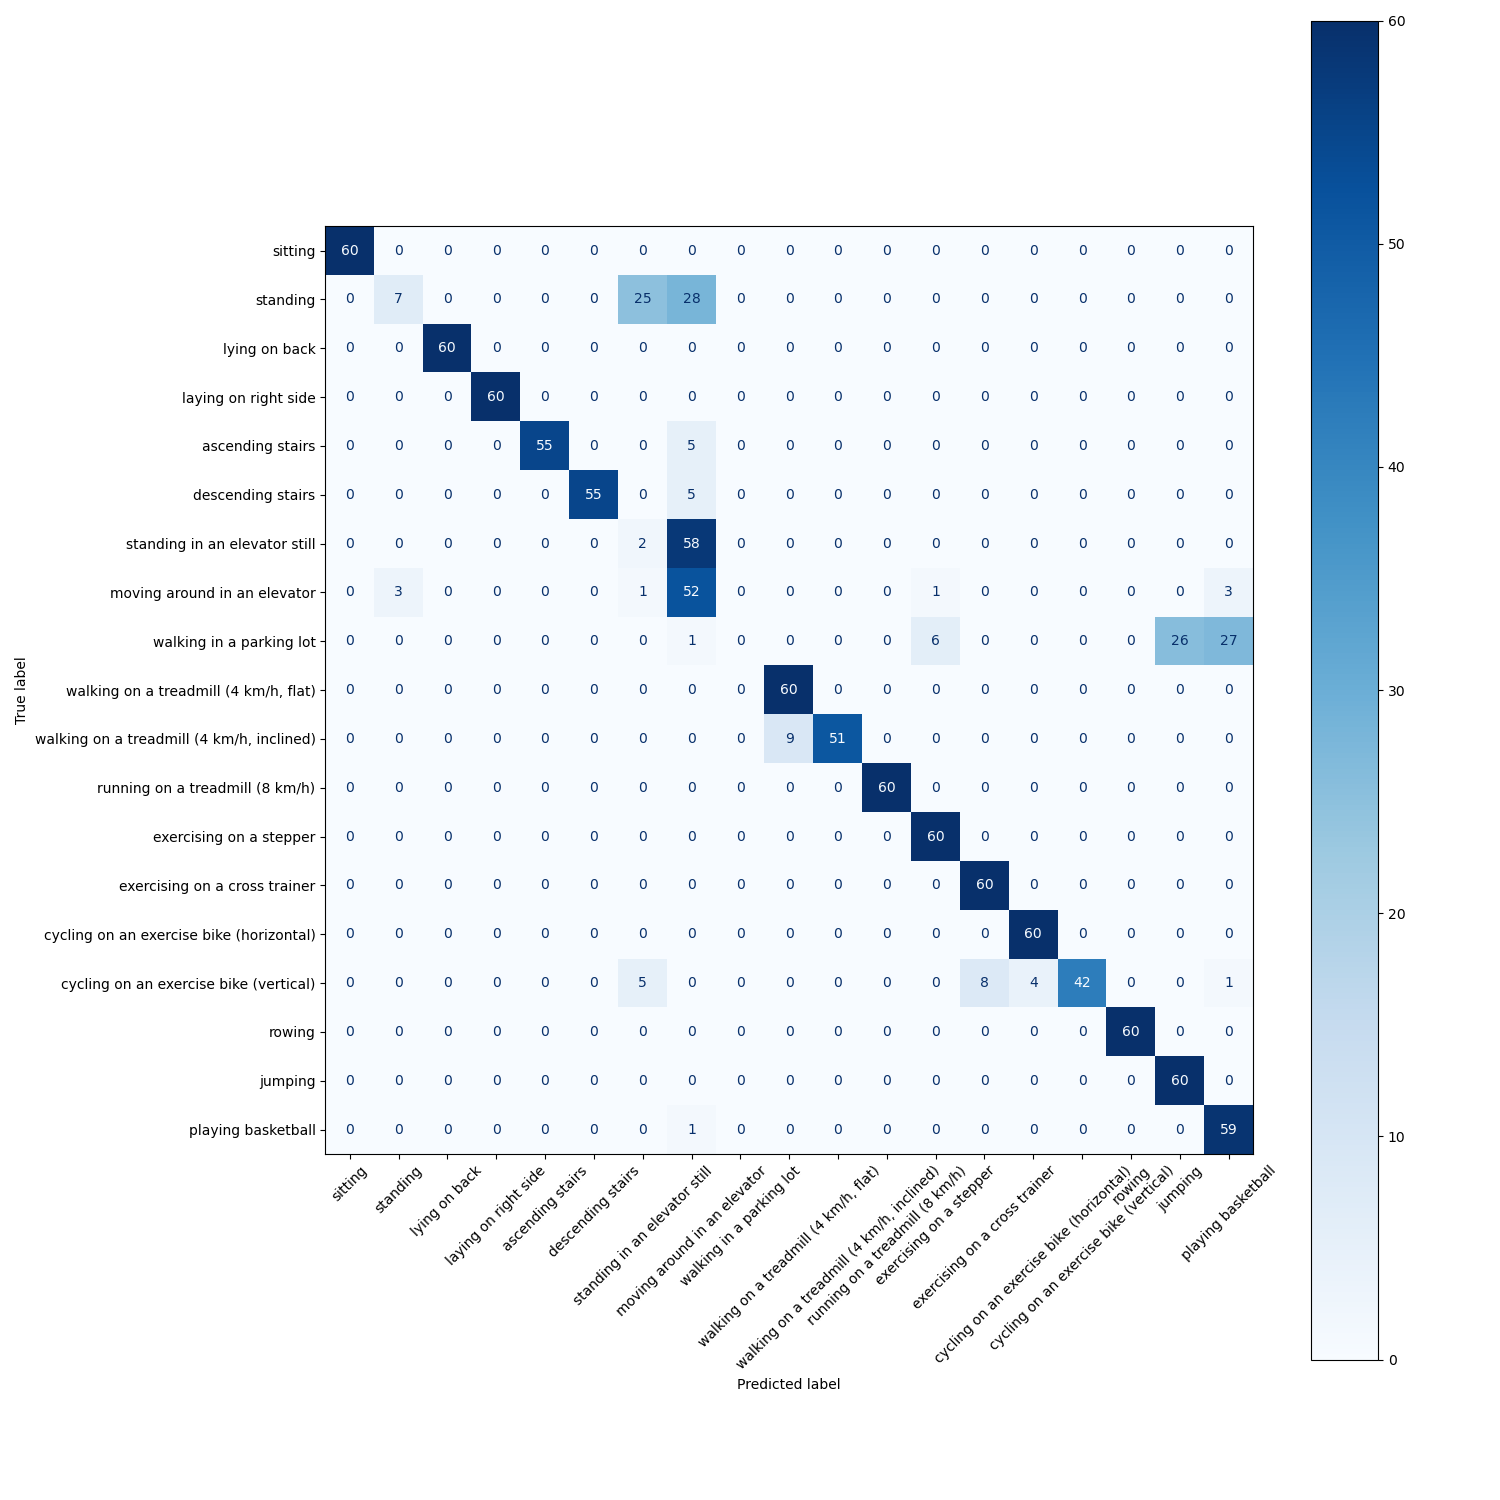 sitting 60 0 0 0 0 0 0 0 0 0 0 0 0 0 0 0 0 0 0
standing 0 7 0 0 0 0 25 28 0 0 0 0 0 0 0 0 0 0 0
lying on back 0 0 60 0 0 0 0 0 0 0 0 0 0 0 0 0 0 0 0
laying on right side 0 0 0 60 0 0 0 0 0 0 0 0 0 0 0 0 0 0 0
ascending stairs 0 0 0 0 55 0 0 5 0 0 0 0 0 0 0 0 0 0 0
descending stairs 0 0 0 0 0 55 0 5 0 0 0 0 0 0 0 0 0 0 0
standing in an elevator still 0 0 0 0 0 0 2 58 0 0 0 0 0 0 0 0 0 0 0
moving around in an elevator 0 3 0 0 0 0 1 52 0 0 0 0 1 0 0 0 0 0 3
walking in a parking lot 0 0 0 0 0 0 0 1 0 0 0 0 6 0 0 0 0 26 27
walking on a treadmill (4 km/h, flat) 0 0 0 0 0 0 0 0 0 60 0 0 0 0 0 0 0 0 0
walking on a treadmill (4 km/h, inclined) 0 0 0 0 0 0 0 0 0 9 51 0 0 0 0 0 0 0 0
running on a treadmill (8 km/h) 0 0 0 0 0 0 0 0 0 0 0 60 0 0 0 0 0 0 0
exercising on a stepper 0 0 0 0 0 0 0 0 0 0 0 0 60 0 0 0 0 0 0
exercising on a cross trainer 0 0 0 0 0 0 0 0 0 0 0 0 0 60 0 0 0 0 0
cycling on an exercise bike (horizontal) 0 0 0 0 0 0 0 0 0 0 0 0 0 0 60 0 0 0 0
cycling on an exercise bike (vertical) 0 0 0 0 0 0 5 0 0 0 0 0 0 8 4 42 0 0 1
rowing 0 0 0 0 0 0 0 0 0 0 0 0 0 0 0 0 60 0 0
jumping 0 0 0 0 0 0 0 0 0 0 0 0 0 0 0 0 0 60 0
playing basketball 0 0 0 0 0 0 0 1 0 0 0 0 0 0 0 0 0 0 59
True label
sitting
standing
lying on back
laying on right side
ascending stairs
descending stairs
standing in an elevator still
moving around in an elevator
walking in a parking lot
walking on a treadmill (4 km/h, flat)
walking on a treadmill (4 km/h, inclined)
running on a treadmill (8 km/h)
exercising on a stepper
exercising on a cross trainer
cycling on an exercise bike (horizontal)
cycling on an exercise bike (vertical)
rowing
jumping
playing basketball
Predicted label
60
50
40
30
20
10
0